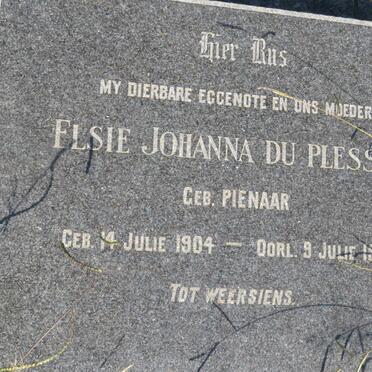 Hier Rus
MY DIERBARE EGGENOTE EN ONS MOEDER
ELSIE JOHANNA DU PLESS
GEB. PIENAAR
GEB. 14 JULIE 1904 — OORL. 9 JULIE 1
TOT WEERSIENS.